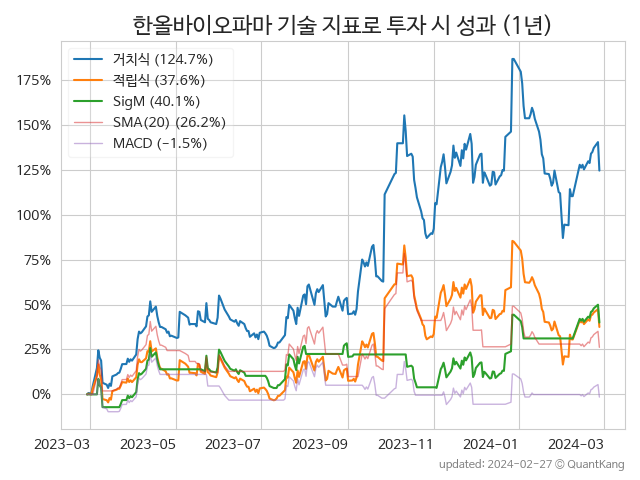 한올바이오파마 기술 지표로 투자 시 성과 (1년)
거치식 (124.7%)
적립식 (37.6%)
SigM (40.1%)
SMA(20) (26.2%)
MACD (−1.5%)
175%
150%
125%
100%
75%
50%
25%
0%
2023-03 2023-05 2023-07 2023-09 2023-11 2024-01 2024-03
updated: 2024-02-27 ⓒ QuantKang